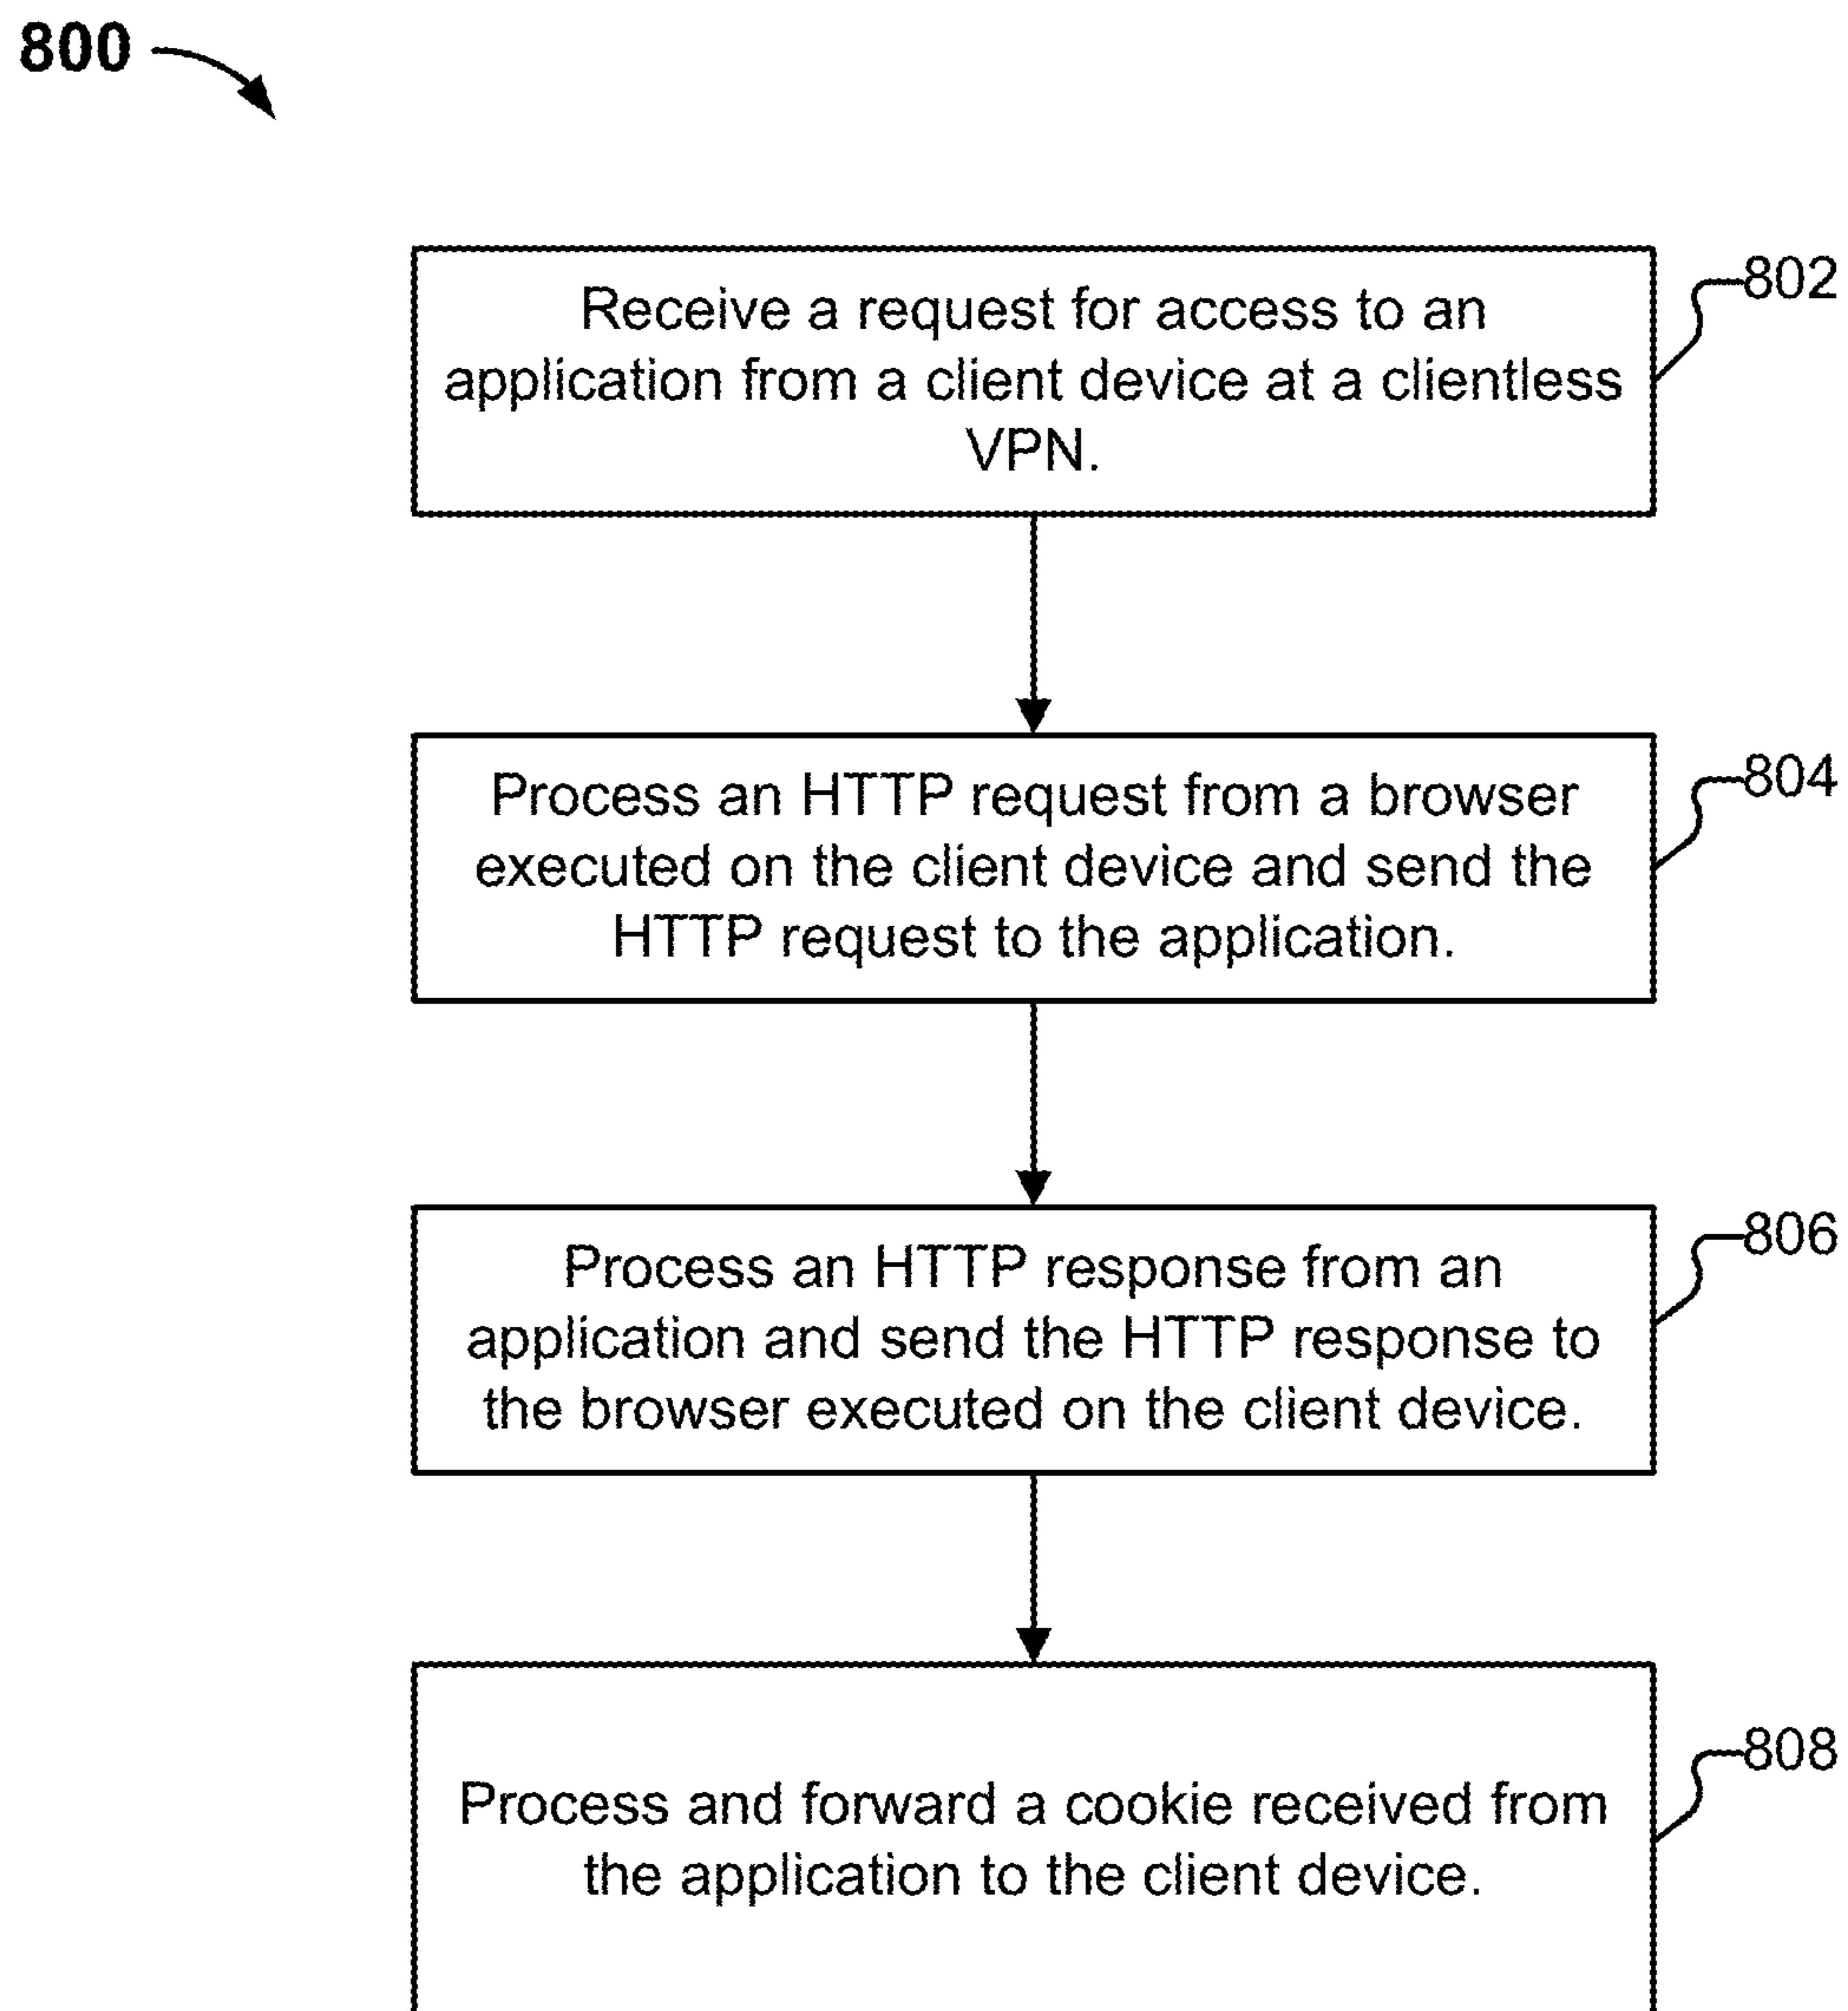 800
Receive a request for access to an
802
application from a client device at a clientless
VPN.
Process an HTTP request from a browser
804
executed on the client device and send the
HTTP request to the application.
Process an HTTP response from an
806
application and send the HTTP response to
the browser executed on the client device.
808
Process and forward a cookie received from
the application to the client device.